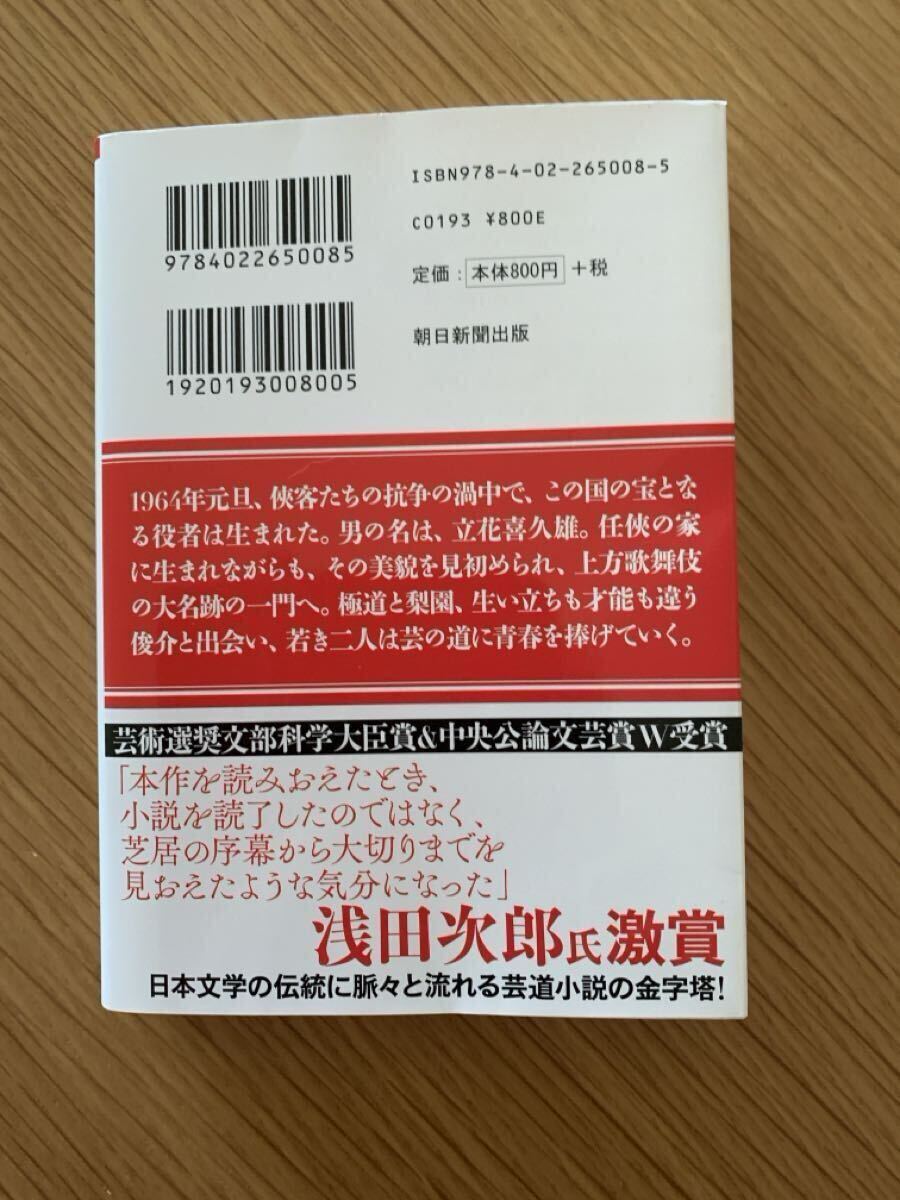 ISBN978-4-02-265008-5
9784022650085
C0193 ¥800E
定価：本体800円+税
1920193008005
朝日新聞出版
1964年元旦、俠客たちの抗争の渦中で、この国の宝とな
る役者は生まれた。男の名は、立花喜久雄。任俠の家
に生まれながらも、その美貌を見初められ、上方歌舞伎
の大名跡の一門へ。極道と梨園、生い立ちも才能も違う
俊介と出会い、若き二人は芸の道に青春を捧げていく。
芸術選奨文部科学大臣賞&中央公論文芸賞W受賞
「本作を読みおえたとき、
小説を読了したのではなく、
芝居の序幕から大切りまでを
見おえたような気分になった」
浅田次郎氏激賞
日本文学の伝統に脈々と流れる芸道小説の金字塔!